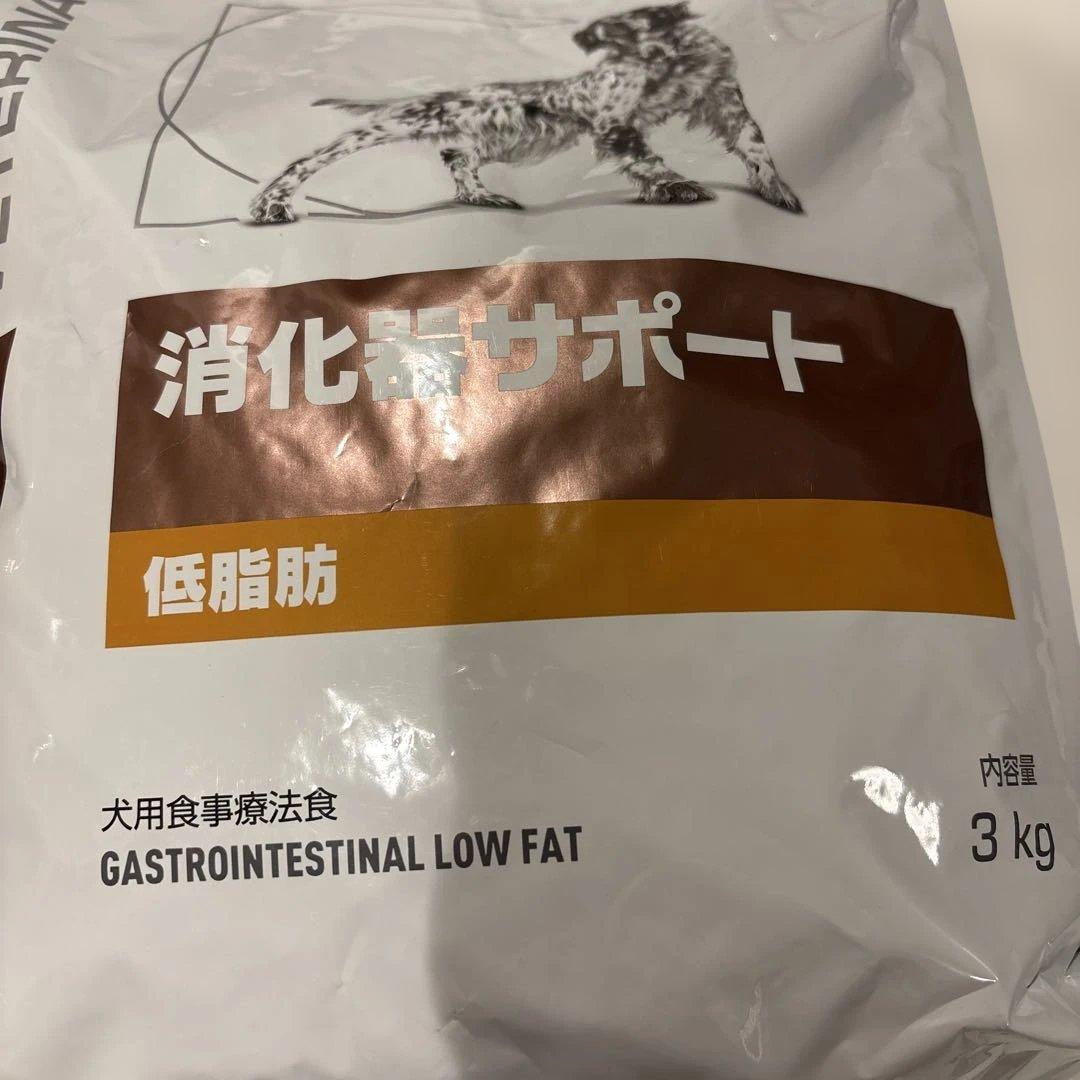 VETERINA
消化器サポート
低脂肪
犬用食事療法食
GASTROINTESTINAL LOW FAT
内容量
3 kg